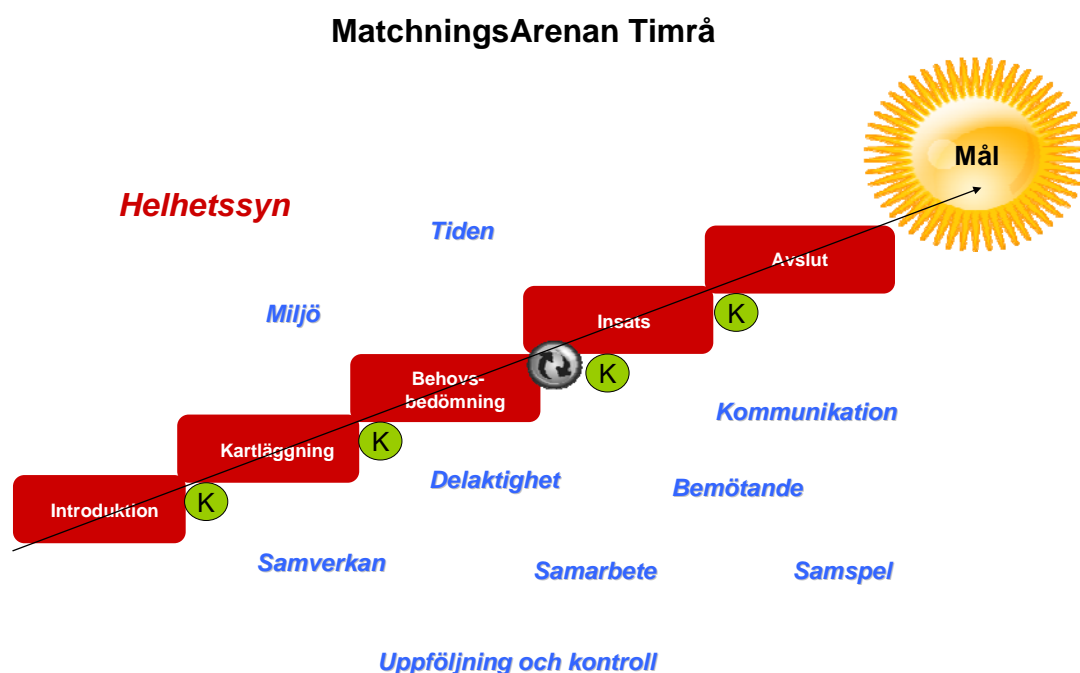 MatchningsArenan Timrå
Mål
Helhetssyn
Tiden
Avslut
Miljö
Insats
K
Behovs-
bedömning
K
Kommunikation
Kartläggning
K
Delaktighet
Bemötande
Introduktion
K
Samverkan
Samarbete
Samspel
Uppföljning och kontroll